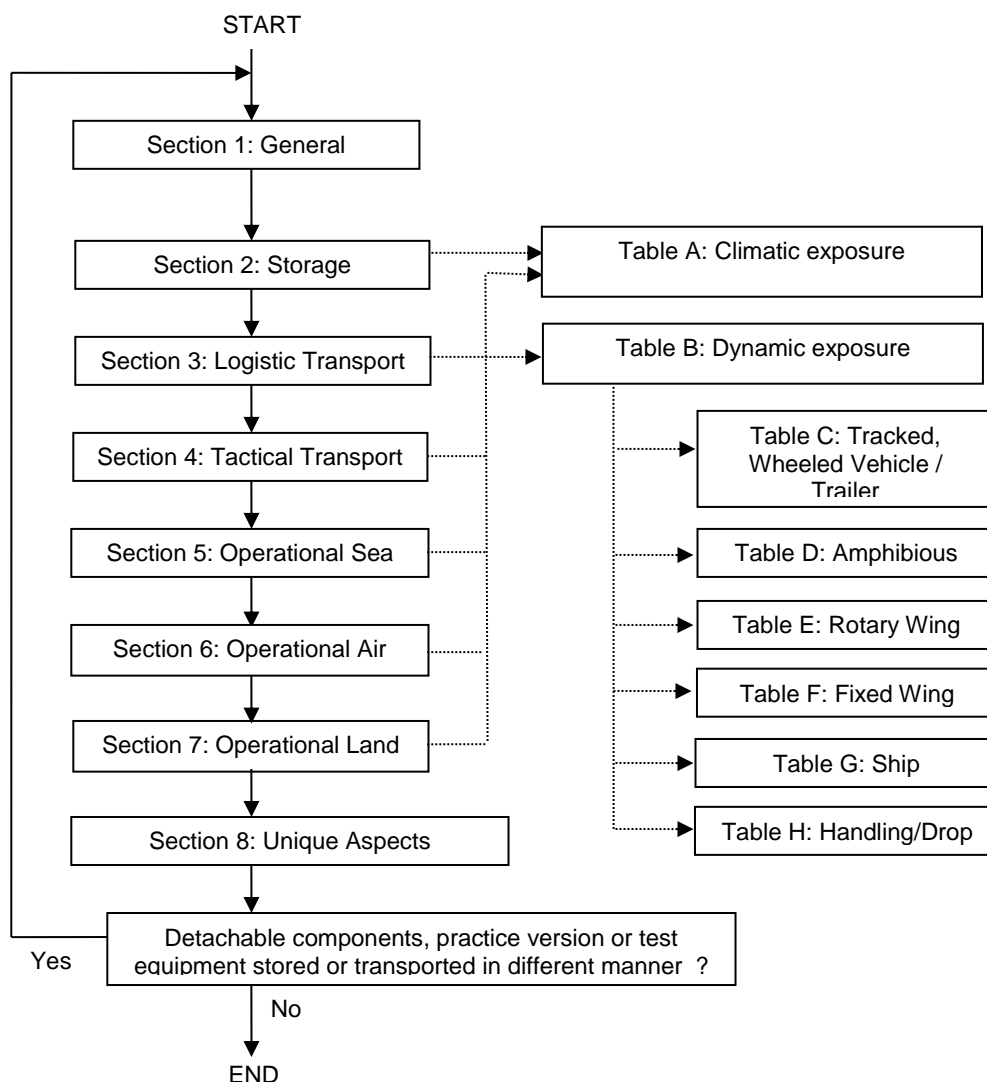 START
Section 1: General
Section 2: Storage
Table A: Climatic exposure
Section 3: Logistic Transport
Table B: Dynamic exposure
Section 4: Tactical Transport
Table C: Tracked,
Wheeled Vehicle /
Trailer
Section 5: Operational Sea
Table D: Amphibious
Section 6: Operational Air
Table E: Rotary Wing
Section 7: Operational Land
Table F: Fixed Wing
Table G: Ship
Section 8: Unique Aspects
Table H: Handling/Drop
Detachable components, practice version or test
equipment stored or transported in different manner ?
Yes
No
END